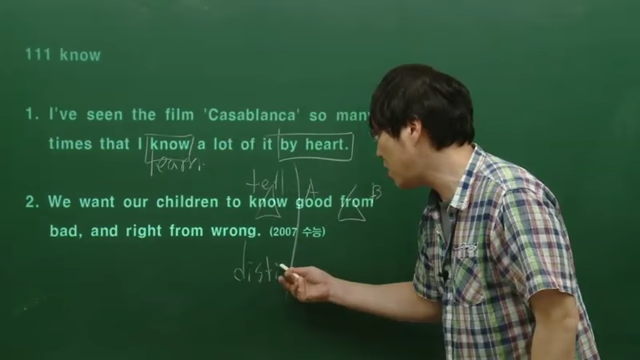 111 know
1. I've seen the film 'Casablanca' so many
times that I know a lot of it by heart.
learn
tell A B
2. We want our children to know good from
bad, and right from wrong. (2007 수능)
disti